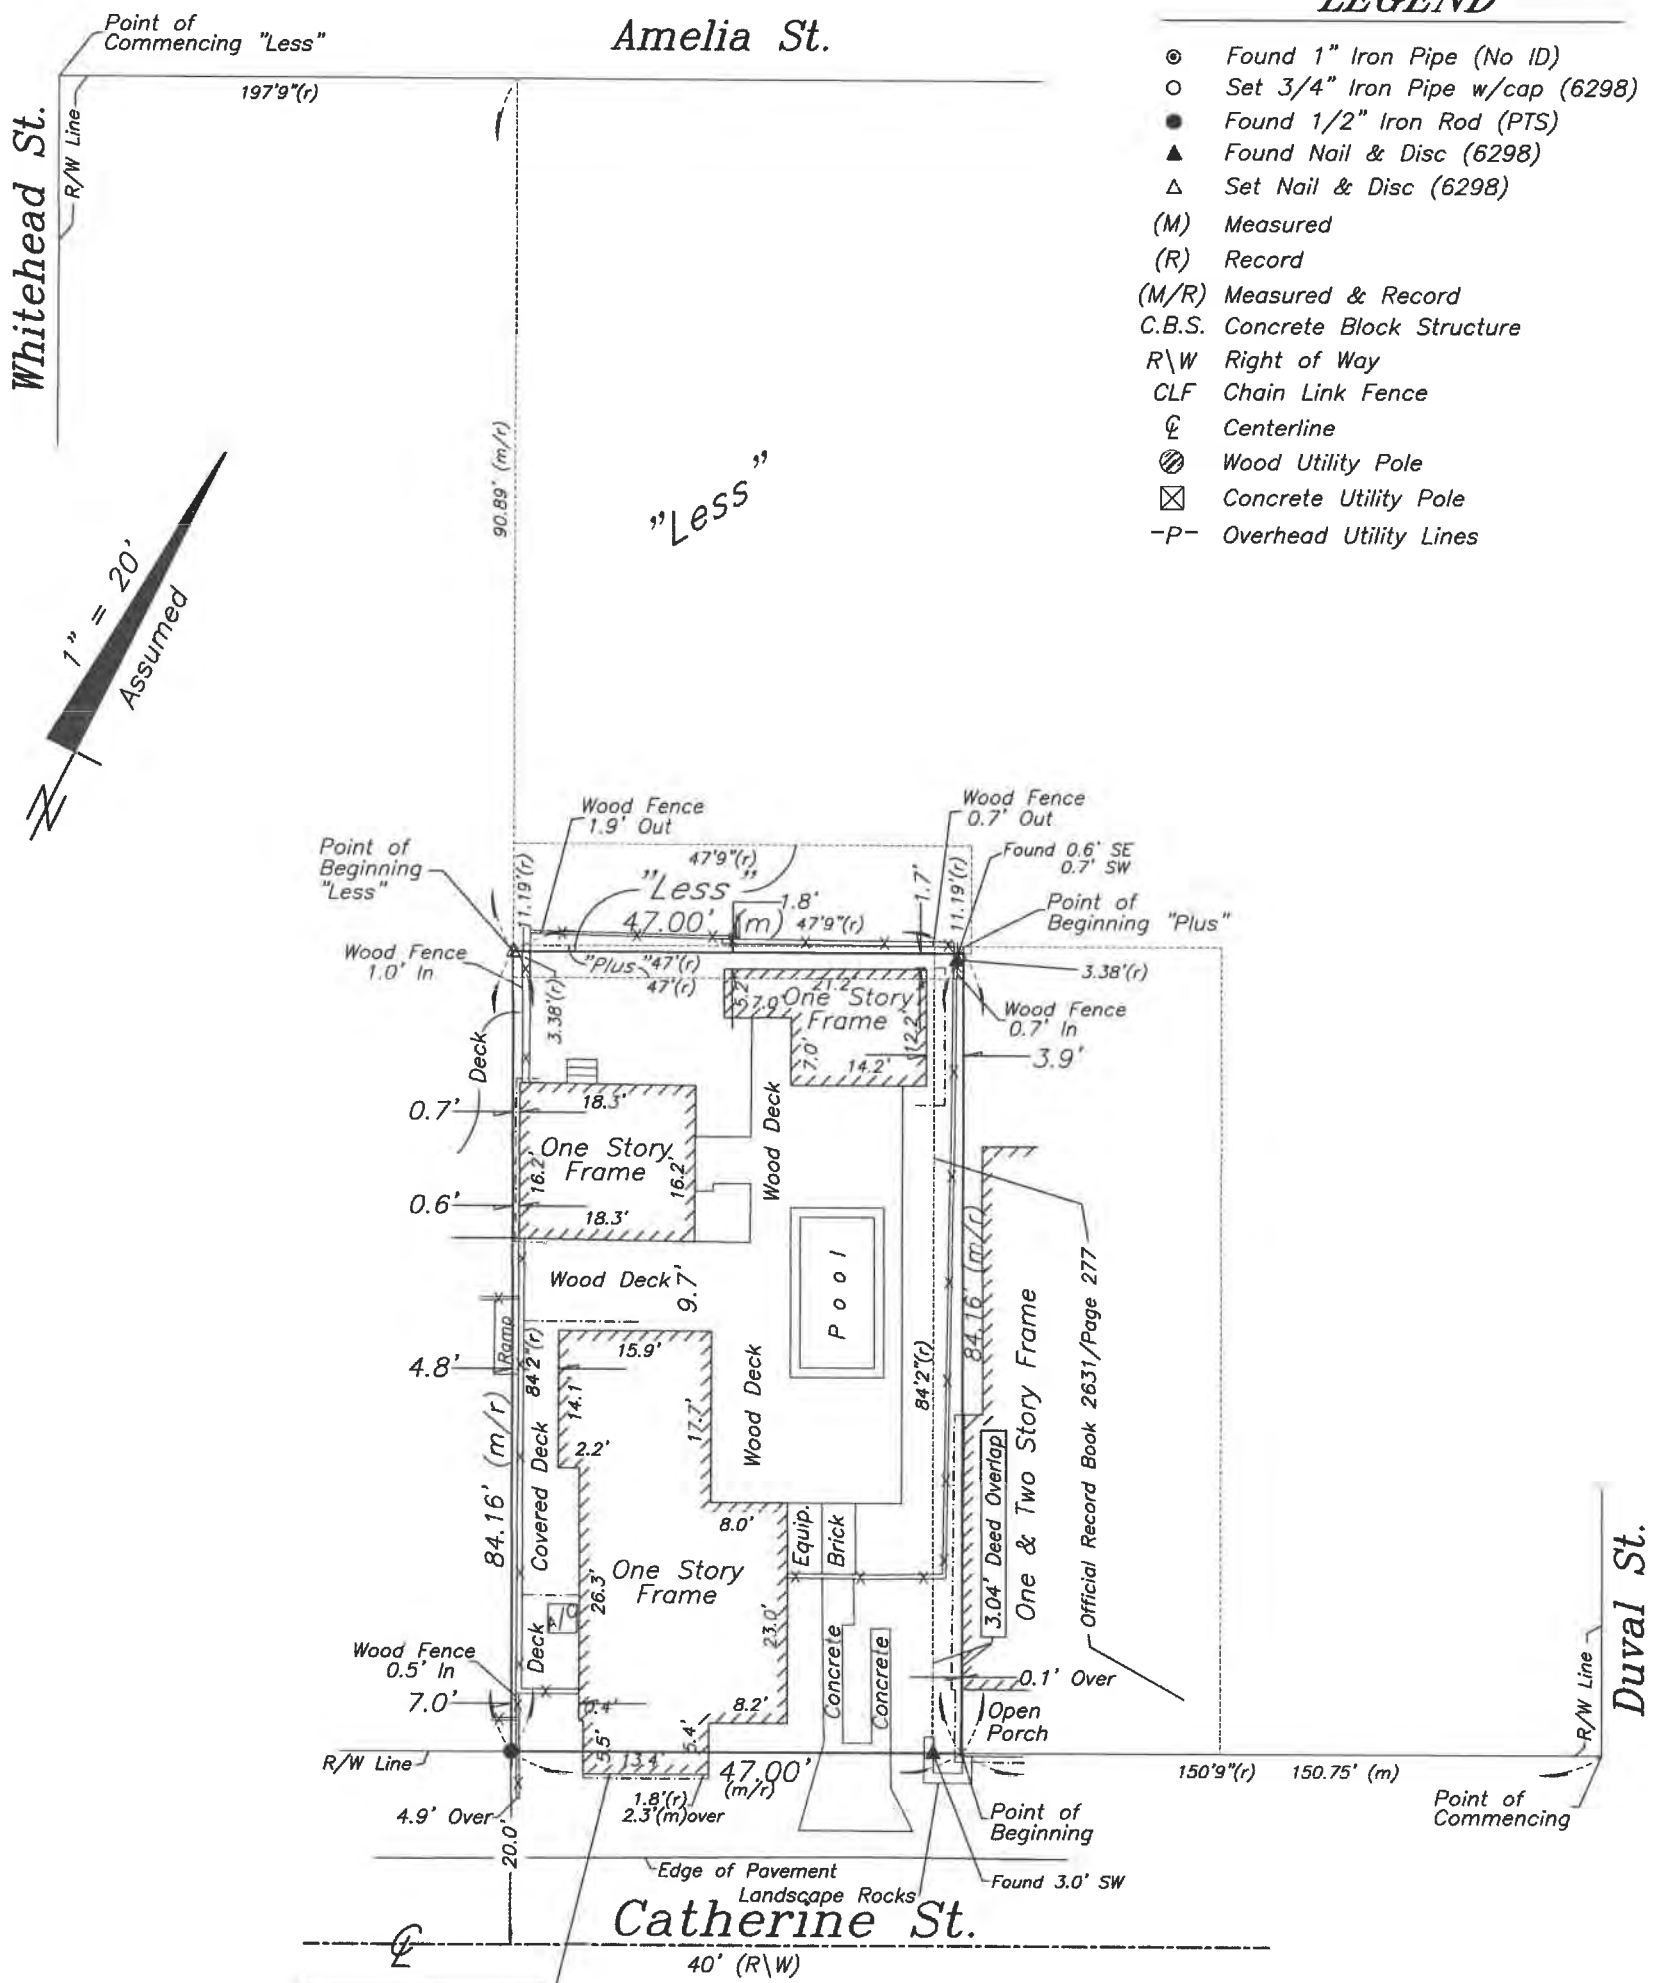 LEGEND
Point of
Commencing "Less"
Amelia St.
197'9"(r)
R/W Line
Whitehead St.
Found 1" Iron Pipe (No ID)
Set 3/4" Iron Pipe w/cap (6298)
Found 1/2" Iron Rod (PTS)
Found Nail & Disc (6298)
Set Nail & Disc (6298)
(M) Measured
(R) Record
(M/R) Measured & Record
C.B.S. Concrete Block Structure
R\W Right of Way
CLF Chain Link Fence
℄ Centerline
Wood Utility Pole
Concrete Utility Pole
-P- Overhead Utility Lines
90.89' (m/r)
"Less"
1" = 20'
Assumed
N
Wood Fence
1.9' Out
Wood Fence
0.7' Out
Point of
Beginning
"Less"
47'9"(r)
Found 0.6' SE
0.7' SW
11.19'(r)
"Less"
1.8'
1.7'
11.19'(r)
Point of
Beginning "Plus"
47.00' (m)
47'9"(r)
Wood Fence
1.0' In
"Plus"
47'(r)
47'(r)
3.38'(r)
3.38'(r)
Wood Fence
0.7' In
5.2'
7.0'
21.2'
One Story
Frame
12.2'
7.0'
14.2'
3.9'
Deck
0.7'
18.3'
One Story
Frame
16.2'
16.2'
0.6'
18.3'
Wood Deck
Wood Deck
9.7'
Pool
84.16' (m/r)
One & Two Story Frame
Official Record Book 2631/Page 277
Ramp
84'2"(r)
15.9'
4.8'
14.1'
17.7'
2.2'
Wood Deck
84'2"(r)
84.16' (m/r)
Covered Deck
8.0'
Equip.
Brick
3.04' Deed Overlap
One Story
Frame
26.3'
23.0'
A/C
Deck
Concrete
Concrete
Wood Fence
0.5' In
7.0'
0.4'
8.2'
0.1' Over
Open
Porch
R/W Line
5.5'
13.4'
5.4'
47.00'
(m/r)
1.8'(r)
2.3'(m)over
4.9' Over
20.0'
Point of
Beginning
150'9"(r)
150.75' (m)
R/W Line
Duval St.
Point of
Commencing
Edge of Pavement
Landscape Rocks
Found 3.0' SW
Catherine St.
℄
40' (R\W)